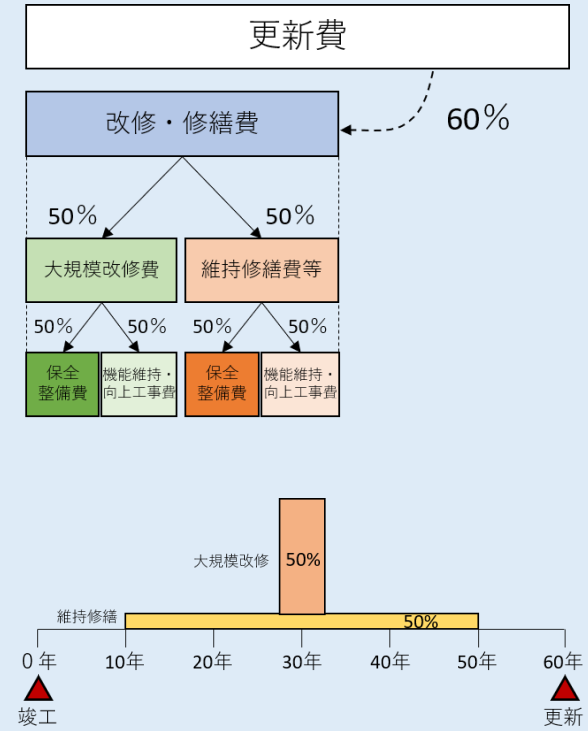 更新費
改修・修繕費
60%
50%
50%
大規模改修費
維持修繕費等
50%
50%
50%
50%
保全
整備費
機能維持・
向上工事費
保全
整備費
機能維持・
向上工事費
大規模改修
50%
維持修繕
50%
0年
10年
20年
30年
40年
50年
60年
竣工
更新